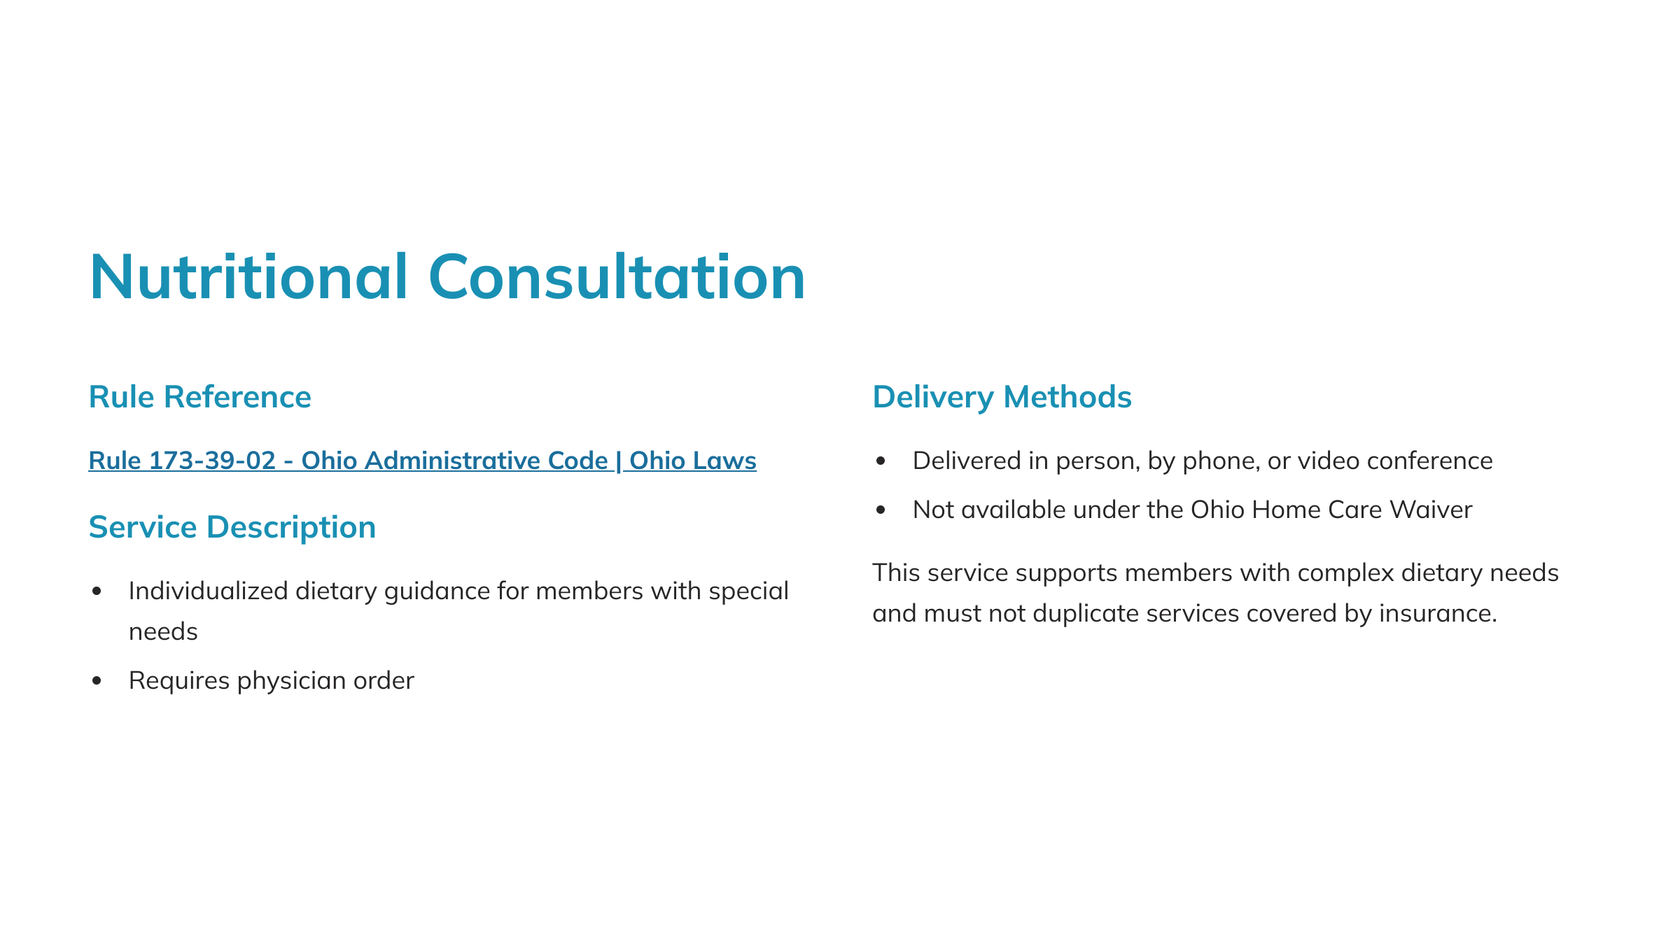 Nutritional Consultation
Rule Reference
Rule 173-39-02 - Ohio Administrative Code | Ohio Laws
Service Description
• Individualized dietary guidance for members with special
needs
• Requires physician order
Delivery Methods
• Delivered in person, by phone, or video conference
• Not available under the Ohio Home Care Waiver
This service supports members with complex dietary needs
and must not duplicate services covered by insurance.